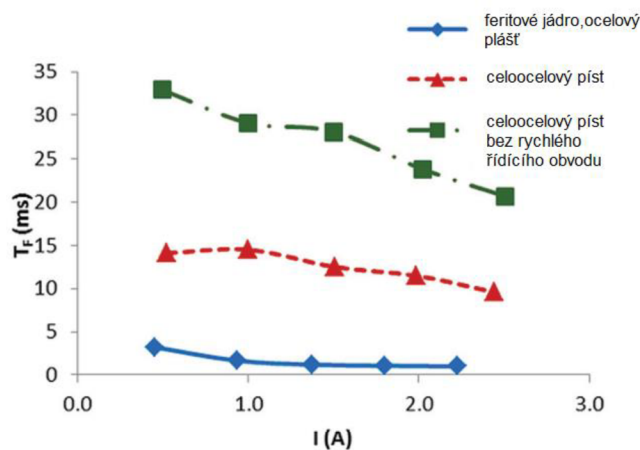 feritové jádro,ocelový
plášť
celoocelový píst
celoocelový píst
bez rychlého
řídícího obvodu
35
30
25
20
15
10
5
0
T_F (ms)
0.0 1.0 2.0 3.0
I (A)